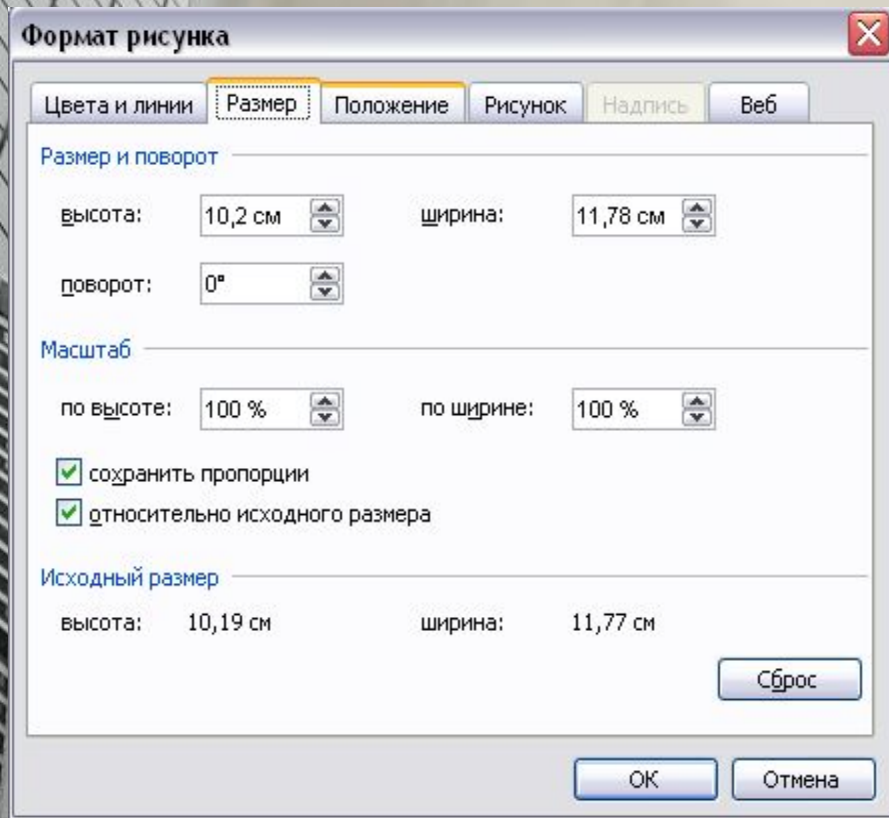 Формат рисунка
Цвета и линии Размер Положение Рисунок Надпись Веб
Размер и поворот
высота: 10,2 см ширина: 11,78 см
поворот: 0°
Масштаб
по высоте: 100 % по ширине: 100 %
сохранить пропорции
относительно исходного размера
Исходный размер
высота: 10,19 см ширина: 11,77 см
Сброс
ОК Отмена